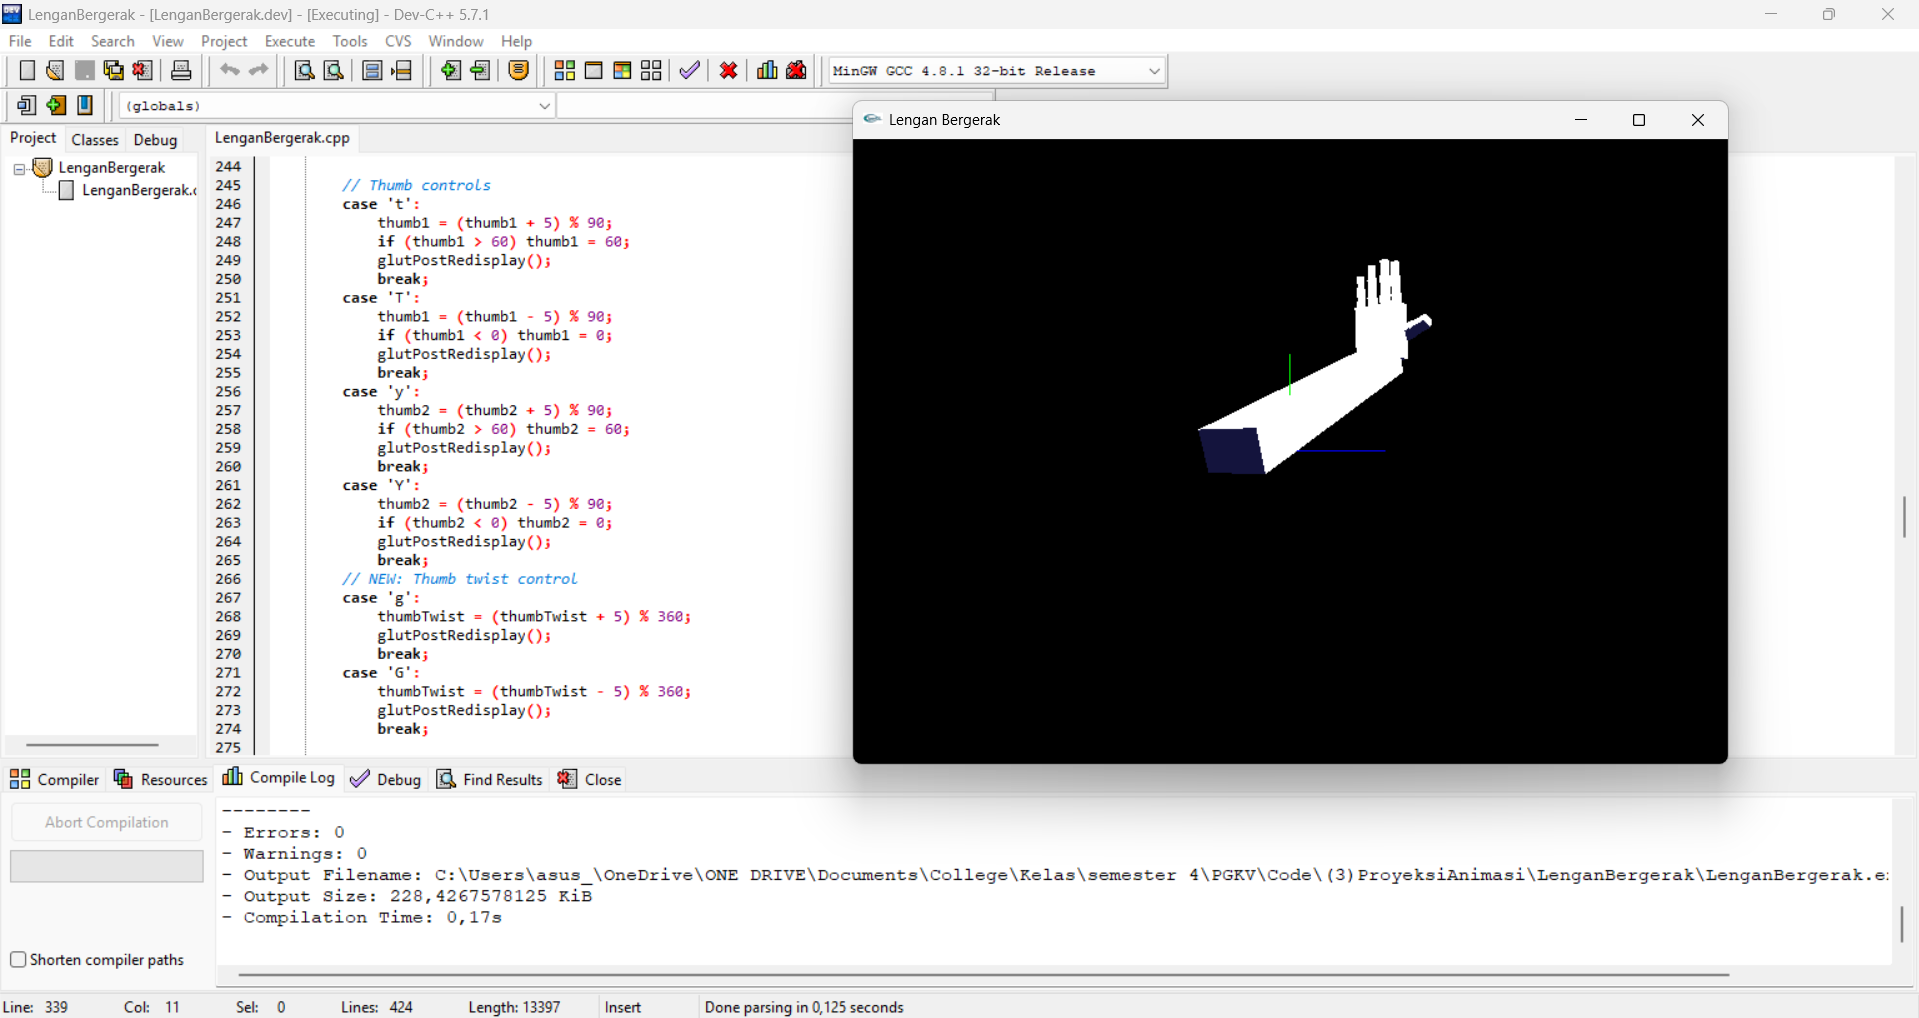 LenganBergerak - [LenganBergerak.dev] - [Executing] - Dev-C++ 5.7.1
File Edit Search View Project Execute Tools CVS Window Help
MinGW GCC 4.8.1 32-bit Release
(globals)
Project Classes Debug
LenganBergerak.cpp
LenganBergerak
LenganBergerak.c
Lengan Bergerak
244
245 // Thumb controls
246 case 't':
247 thumb1 = (thumb1 + 5) % 90;
248 if (thumb1 > 60) thumb1 = 60;
249 glutPostRedisplay();
250 break;
251 case 'T':
252 thumb1 = (thumb1 - 5) % 90;
253 if (thumb1 < 0) thumb1 = 0;
254 glutPostRedisplay();
255 break;
256 case 'y':
257 thumb2 = (thumb2 + 5) % 90;
258 if (thumb2 > 60) thumb2 = 60;
259 glutPostRedisplay();
260 break;
261 case 'Y':
262 thumb2 = (thumb2 - 5) % 90;
263 if (thumb2 < 0) thumb2 = 0;
264 glutPostRedisplay();
265 break;
266 // NEW: Thumb twist control
267 case 'g':
268 thumbTwist = (thumbTwist + 5) % 360;
269 glutPostRedisplay();
270 break;
271 case 'G':
272 thumbTwist = (thumbTwist - 5) % 360;
273 glutPostRedisplay();
274 break;
275
Compiler Resources Compile Log Debug Find Results Close
Abort Compilation
Shorten compiler paths
--------
- Errors: 0
- Warnings: 0
- Output Filename: C:\Users\asus_\OneDrive\ONE DRIVE\Documents\College\Kelas\semester 4\PGKV\Code\(3)ProyeksiAnimasi\LenganBergerak\LenganBergerak.e
- Output Size: 228,4267578125 KiB
- Compilation Time: 0,17s
Line: 339 Col: 11 Sel: 0 Lines: 424 Length: 13397 Insert Done parsing in 0,125 seconds